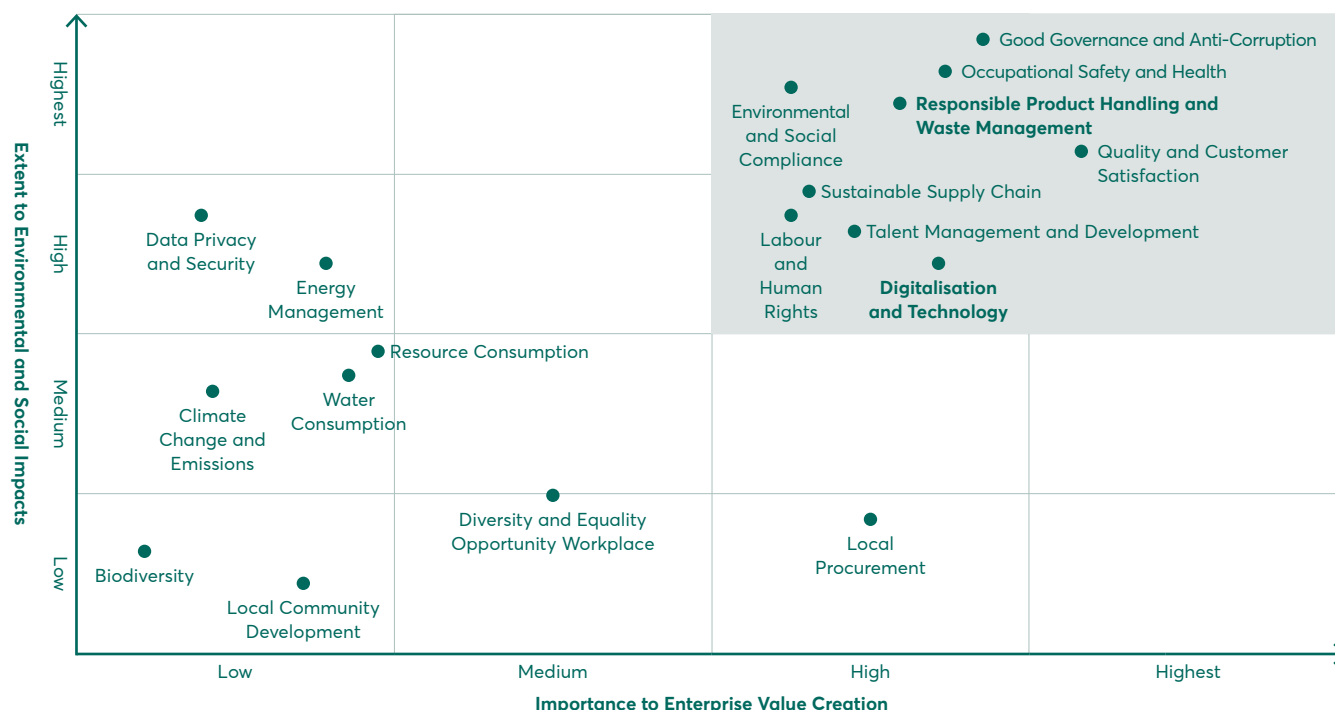 Extent to Environmental and Social Impacts
Highest
High
Medium
Low
Good Governance and Anti-Corruption
Occupational Safety and Health
Environmental
and Social
Compliance
Responsible Product Handling and
Waste Management
Quality and Customer
Satisfaction
Sustainable Supply Chain
Labour
and
Human
Rights
Talent Management and Development
Digitalisation
and Technology
Data Privacy
and Security
Energy
Management
Resource Consumption
Water
Consumption
Climate
Change and
Emissions
Diversity and Equality
Opportunity Workplace
Local
Procurement
Biodiversity
Local Community
Development
Low
Medium
High
Highest
Importance to Enterprise Value Creation